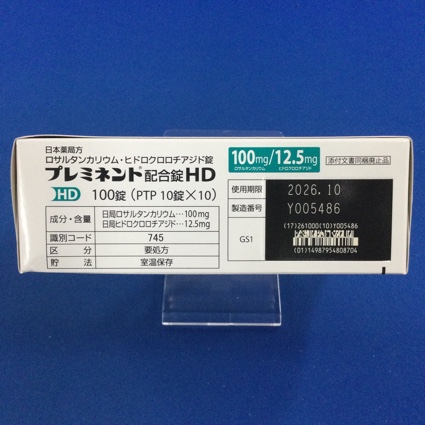 日本薬局方
ロサルタンカリウム・ヒドロクロロチアジド錠
プレミネント配合錠HD
HD 100錠（PTP 10錠×10）
成分・含量 日局ロサルタンカリウム…100mg
日局ヒドロクロロチアジド…12.5mg
識別コード 745
区分 要処方
貯法 室温保存
100mg/12.5mg
ロサルタンカリウム ヒドロクロロチアジド
添付文書同梱廃止品
使用期限 2026.10
製造番号 Y005486
GS1
(17)261000(10)Y005486
(01)14987954808704